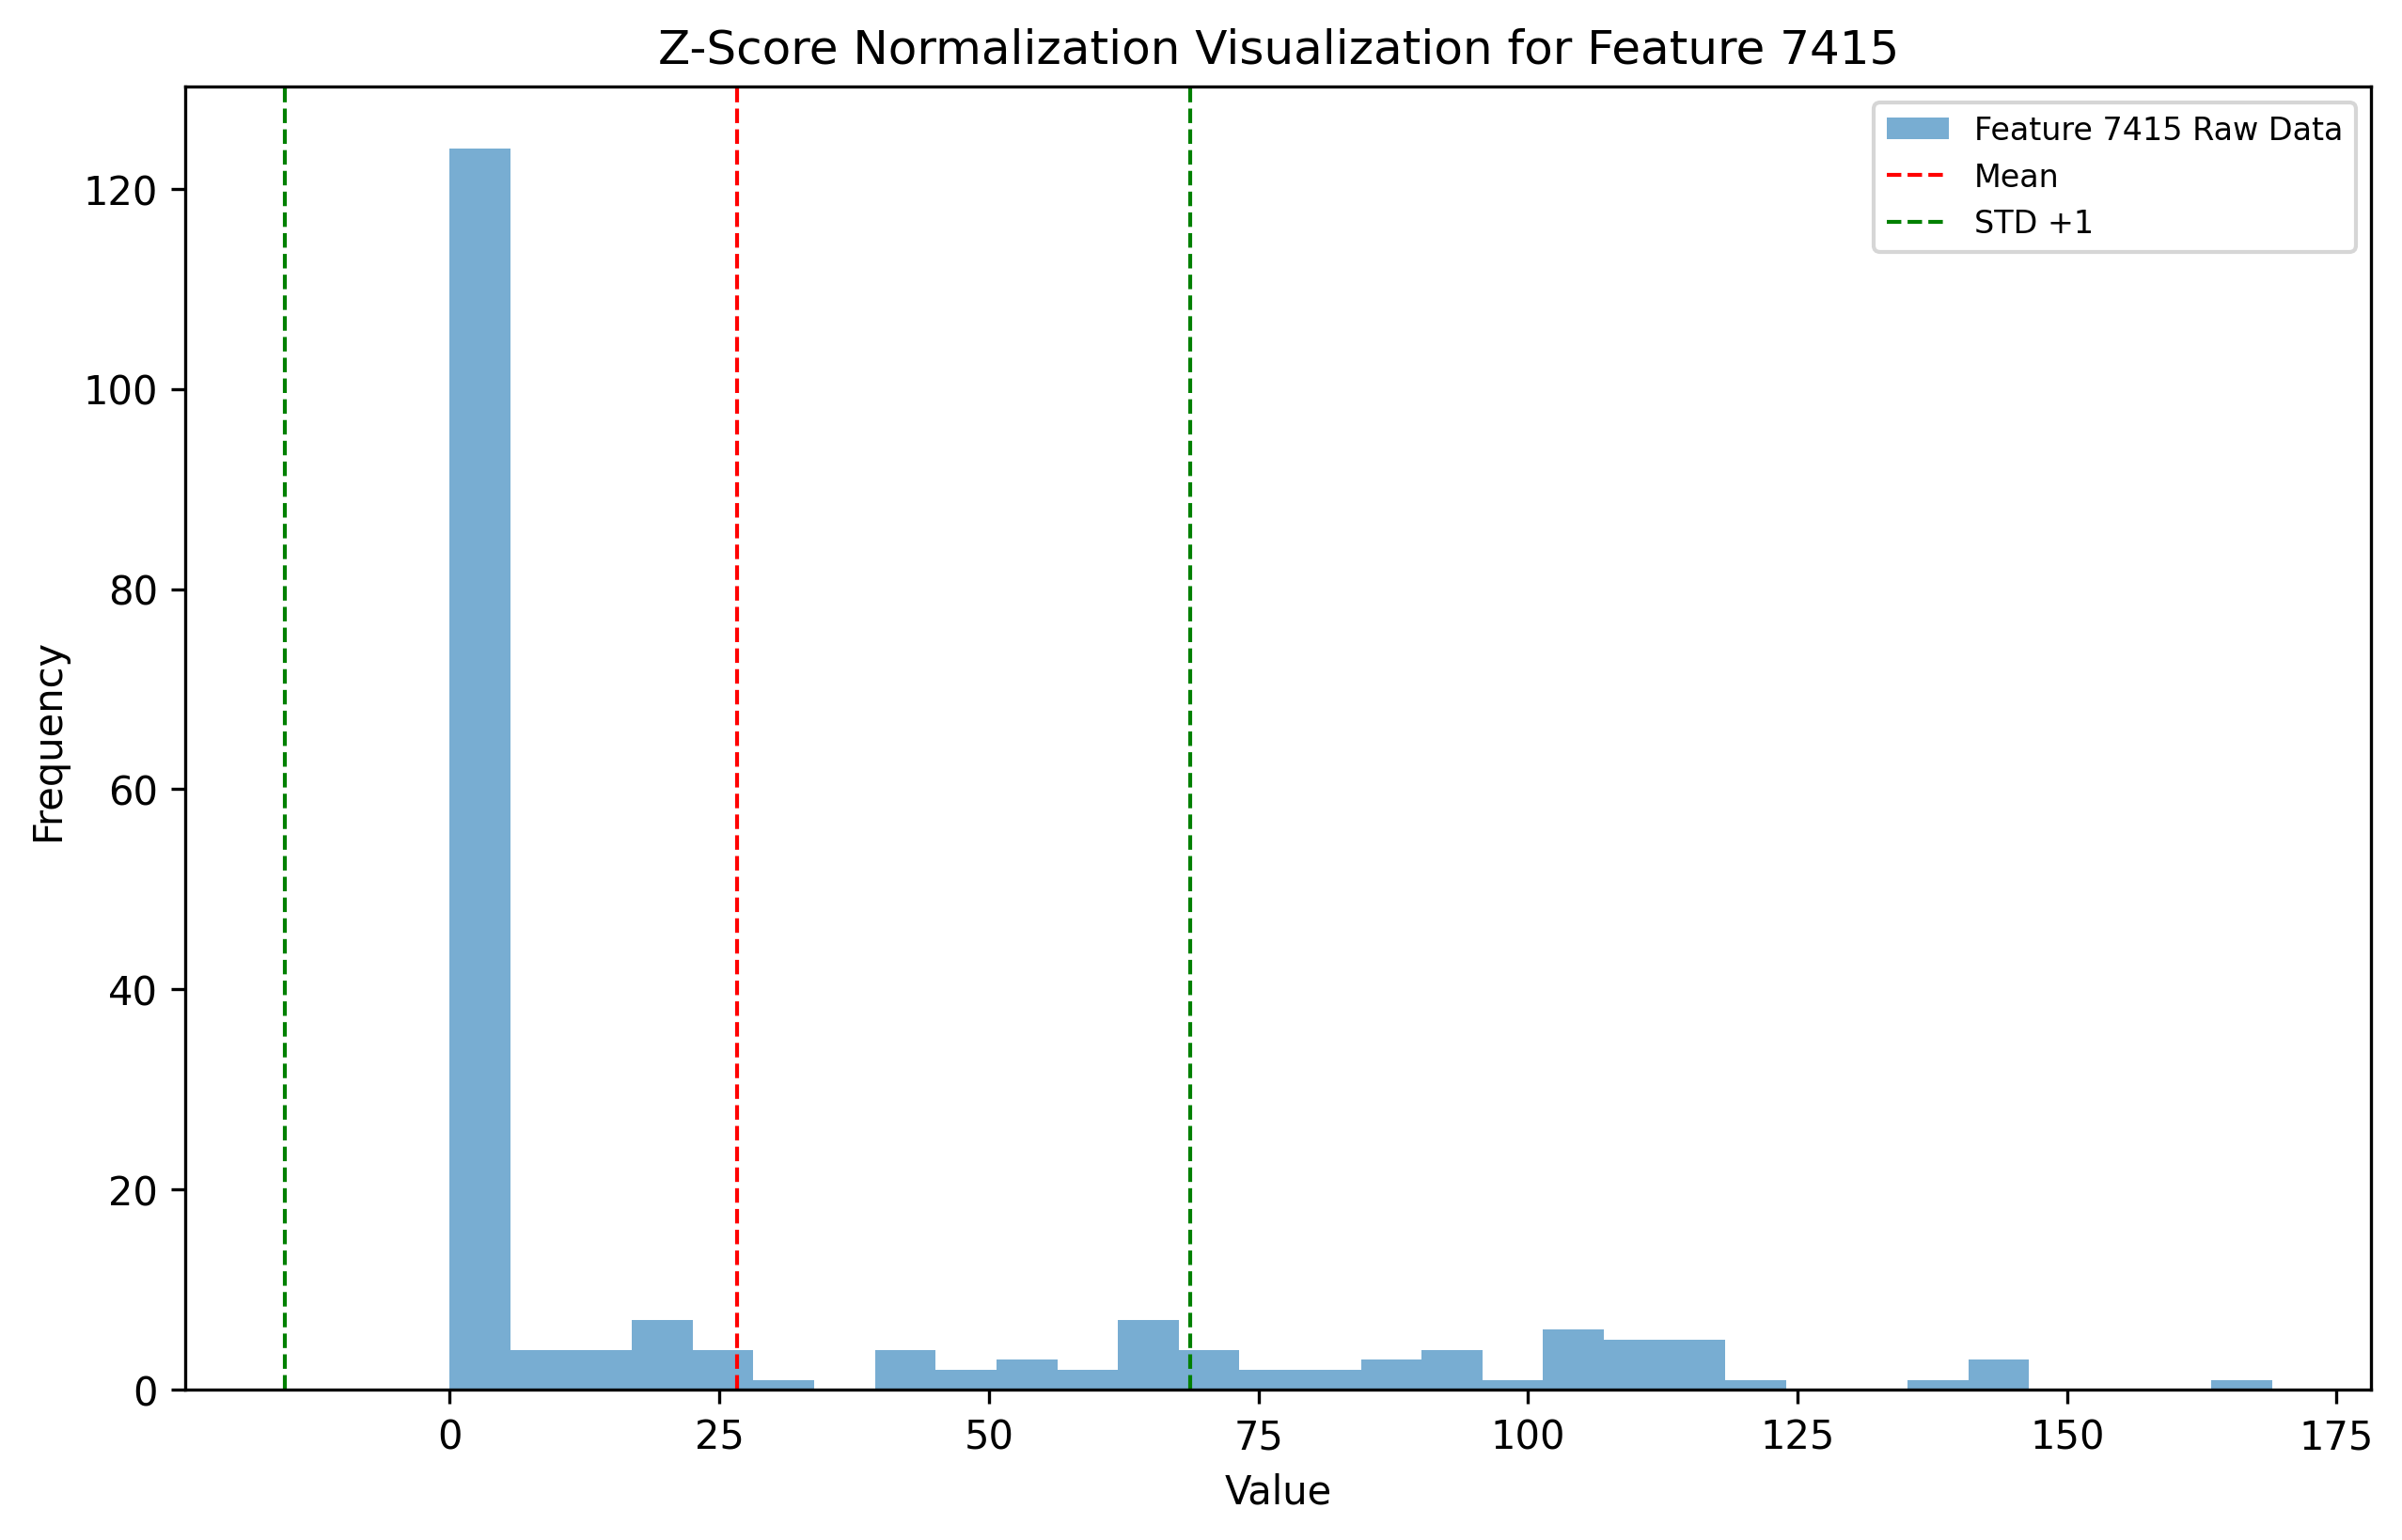 Z-Score Normalization Visualization for Feature 7415
Feature 7415 Raw Data
Mean
STD +1
120
100
80
60
40
20
0
Frequency
0 25 50 75 100 125 150 175
Value